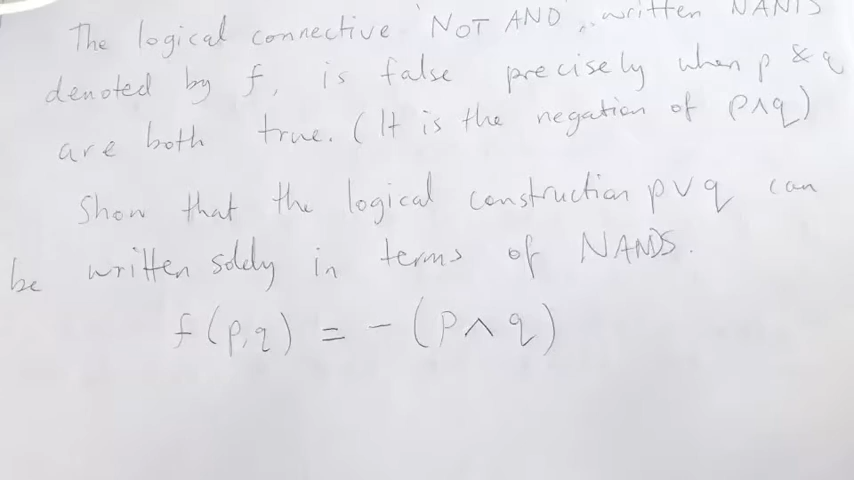 The logical connective 'NOT AND', written NAND
denoted by f, is false precisely when p & q
are both true. (It is the negation of p∧q)
Show that the logical construction p∨q can
be written solely in terms of NANDS.
f(p,q) = -(p∧q)